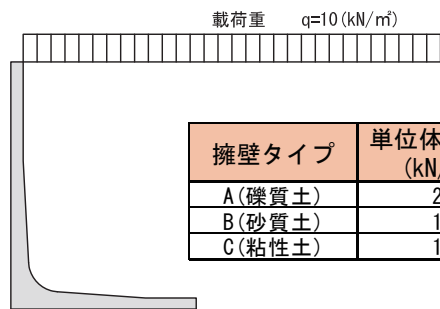 載荷重 q=10(kN/㎡)
擁壁タイプ 単位体
(kN/
A(礫質土) 2
B(砂質土) 1
C(粘性土) 1